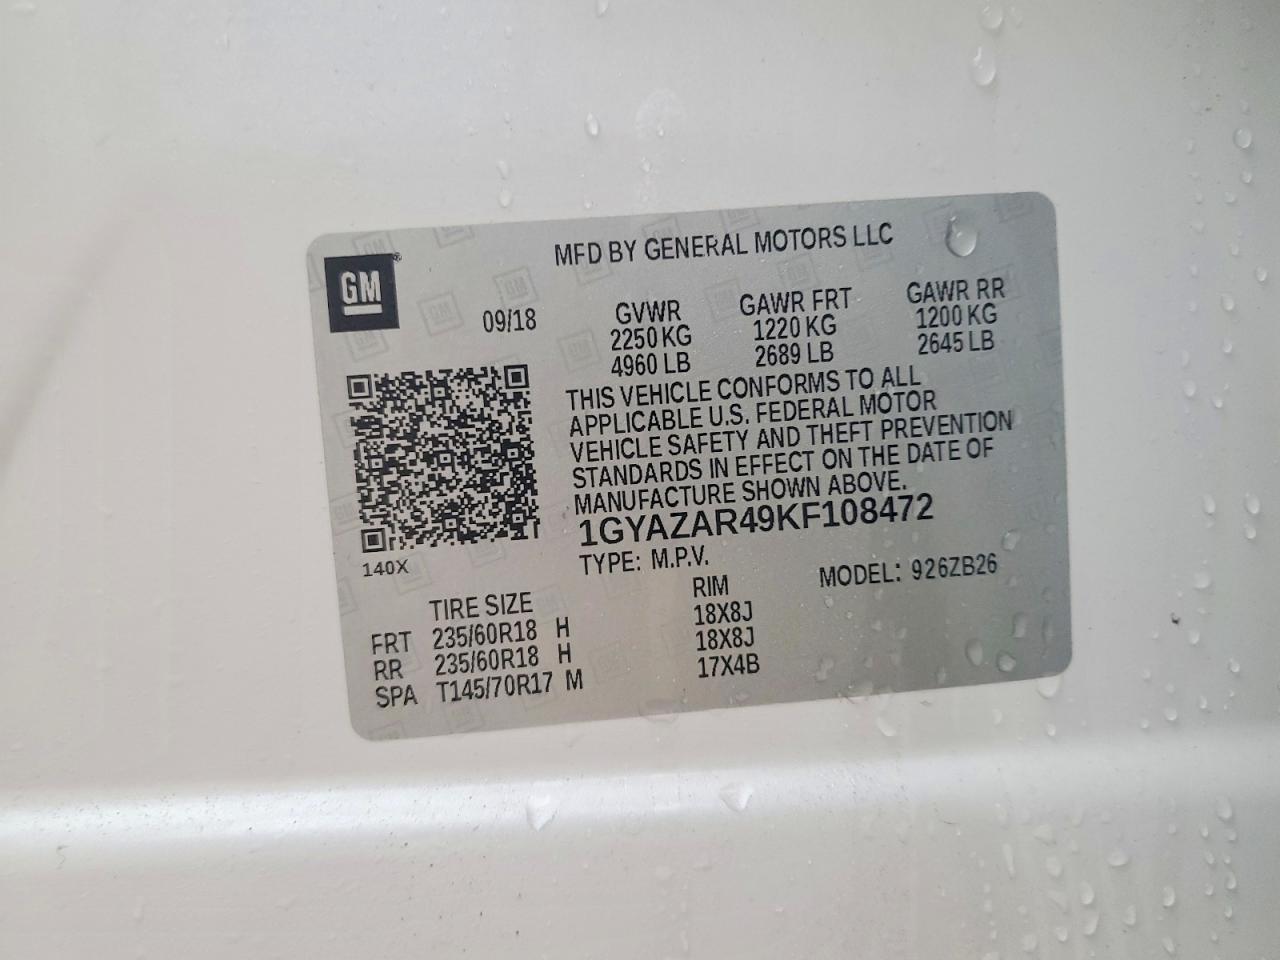 MFD BY GENERAL MOTORS LLC
GM®
09/18
GVWR GAWR FRT GAWR RR
2250 KG 1220 KG 1200 KG
4960 LB 2689 LB 2645 LB
THIS VEHICLE CONFORMS TO ALL
APPLICABLE U.S. FEDERAL MOTOR
VEHICLE SAFETY AND THEFT PREVENTION
STANDARDS IN EFFECT ON THE DATE OF
MANUFACTURE SHOWN ABOVE.
1GYAZAR49KF108472
140X
TYPE: M.P.V. MODEL: 926ZB26
TIRE SIZE RIM
FRT 235/60R18 H 18X8J
RR 235/60R18 H 18X8J
SPA T145/70R17 M 17X4B